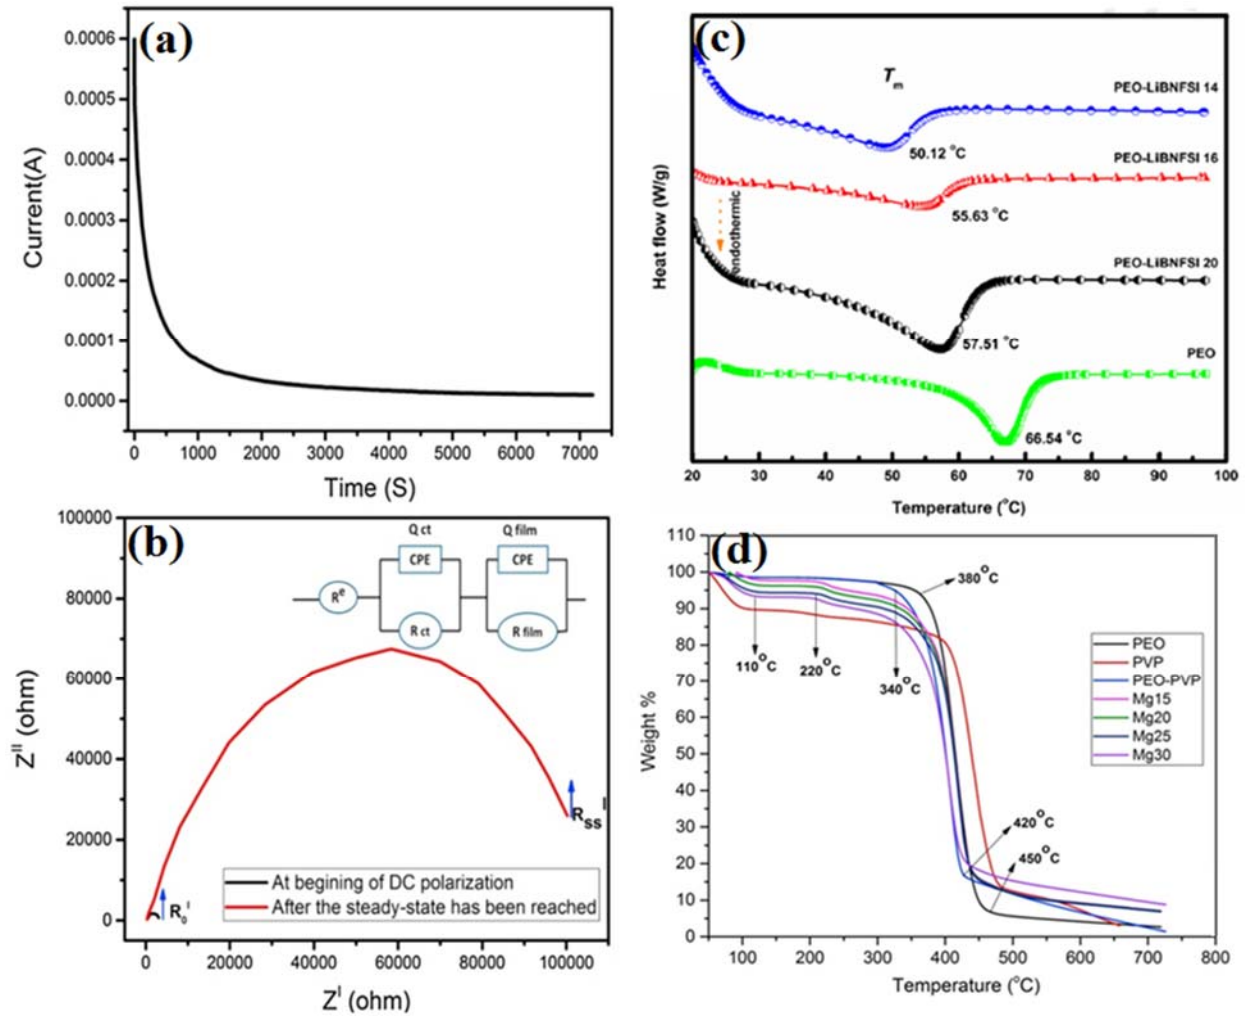 (a)
0.0006
0.0005
0.0004
0.0003
0.0002
0.0001
0.0000
Current(A)
0 1000 2000 3000 4000 5000 6000 7000
Time (S)
(c)
Tm
PEO-LiBNFSI 14
50.12 °C
PEO-LiBNFSI 16
55.63 °C
endothermic
PEO-LiBNFSI 20
57.51 °C
PEO
66.54 °C
Heat flow (W/g)
20 30 40 50 60 70 80 90 100
Temperature (°C)
(b)
100000
80000
60000
40000
20000
0
Z^II (ohm)
Q ct Q film
CPE CPE
R^e
R ct R film
R_SS^I
R_0^I
At begining of DC polarization
After the steady-state has been reached
0 20000 40000 60000 80000 100000
Z^I (ohm)
(d)
110
100
90
80
70
60
50
40
30
20
10
0
Weight %
380°C
110°C
220°C
340°C
420°C
450°C
PEO
PVP
PEO-PVP
Mg15
Mg20
Mg25
Mg30
100 200 300 400 500 600 700 800
Temperature (°C)